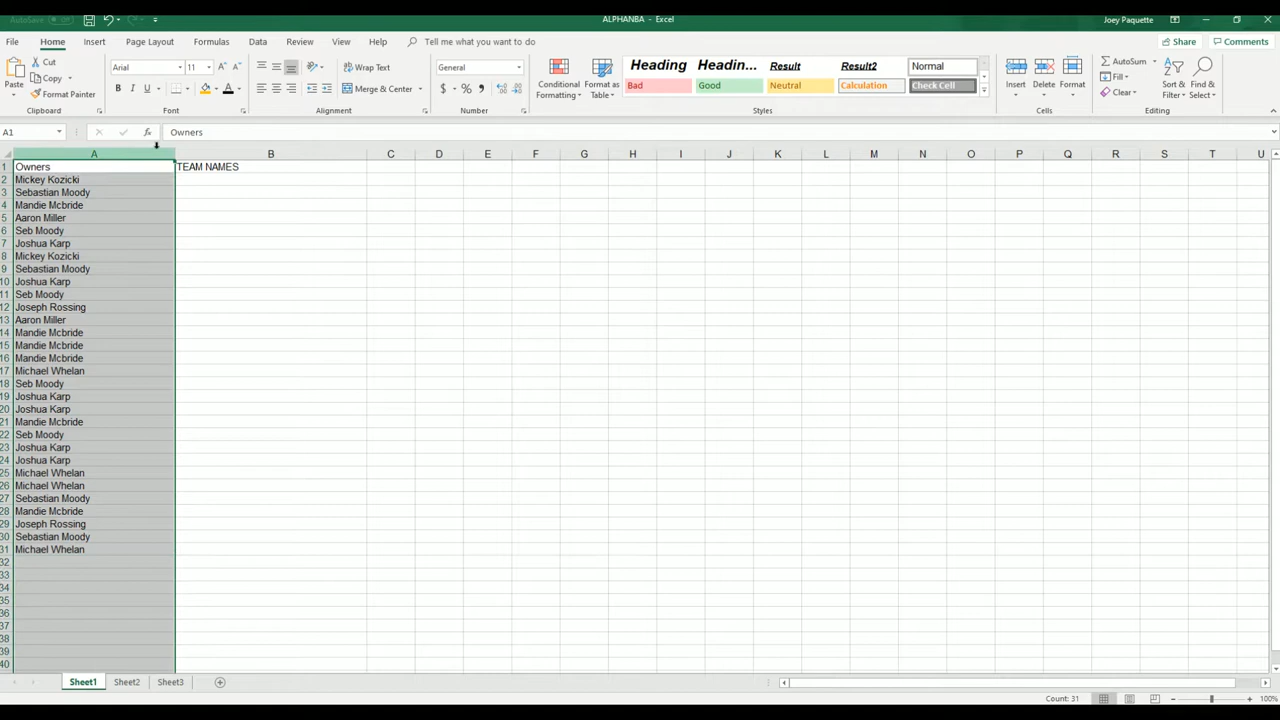 AutoSave Off ALPHANBA - Excel Joey Paquette
File Home Insert Page Layout Formulas Data Review View Help Tell me what you want to do Share Comments
Paste Cut Copy Format Painter Clipboard
Arial 11 B I U A Font
Wrap Text Merge & Center Alignment
General $ % , Number
Conditional Formatting Format as Table
Heading Headin... Result Result2 Normal
Bad Good Neutral Calculation Check Cell
Styles
Insert Delete Format Cells
AutoSum Fill Clear Sort & Filter Find & Select Editing
A1 fx Owners
A B C D E F G H I J K L M N O P Q R S T U
1 Owners TEAM NAMES
2 Mickey Kozicki
3 Sebastian Moody
4 Mandie Mcbride
5 Aaron Miller
6 Seb Moody
7 Joshua Karp
8 Mickey Kozicki
9 Sebastian Moody
10 Joshua Karp
11 Seb Moody
12 Joseph Rossing
13 Aaron Miller
14 Mandie Mcbride
15 Mandie Mcbride
16 Mandie Mcbride
17 Michael Whelan
18 Seb Moody
19 Joshua Karp
20 Joshua Karp
21 Mandie Mcbride
22 Seb Moody
23 Joshua Karp
24 Joshua Karp
25 Michael Whelan
26 Michael Whelan
27 Sebastian Moody
28 Mandie Mcbride
29 Joseph Rossing
30 Sebastian Moody
31 Michael Whelan
32
33
34
35
36
37
38
39
40
Sheet1 Sheet2 Sheet3
Count: 31 100%